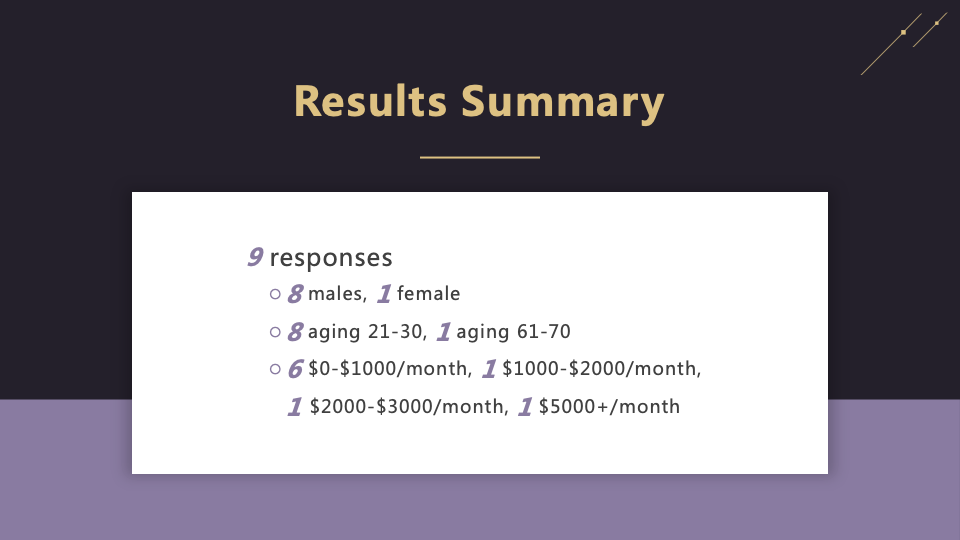 Results Summary
9 responses
8 males, 1 female
8 aging 21-30, 1 aging 61-70
6 $0-$1000/month, 1 $1000-$2000/month,
1 $2000-$3000/month, 1 $5000+/month